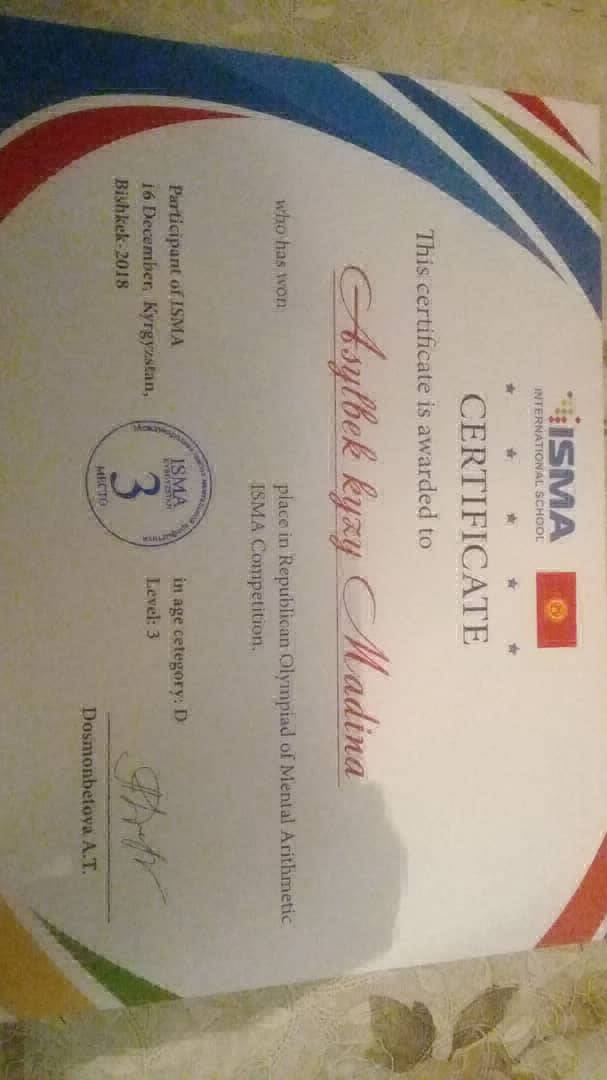 ISMA
INTERNATIONAL SCHOOL
CERTIFICATE
This certificate is awarded to
Asylbek kyzy Madina
who has won place in Republican Olympiad of Mental Arithmetic
ISMA Competition.
Participant of ISMA
16 December, Kyrgyzstan,
Bishkek-2018
ISMA
KYRGYZSTAN
3
МЕСТО
in age cetegory: D
Level: 3
Dosmonbetova A.T.